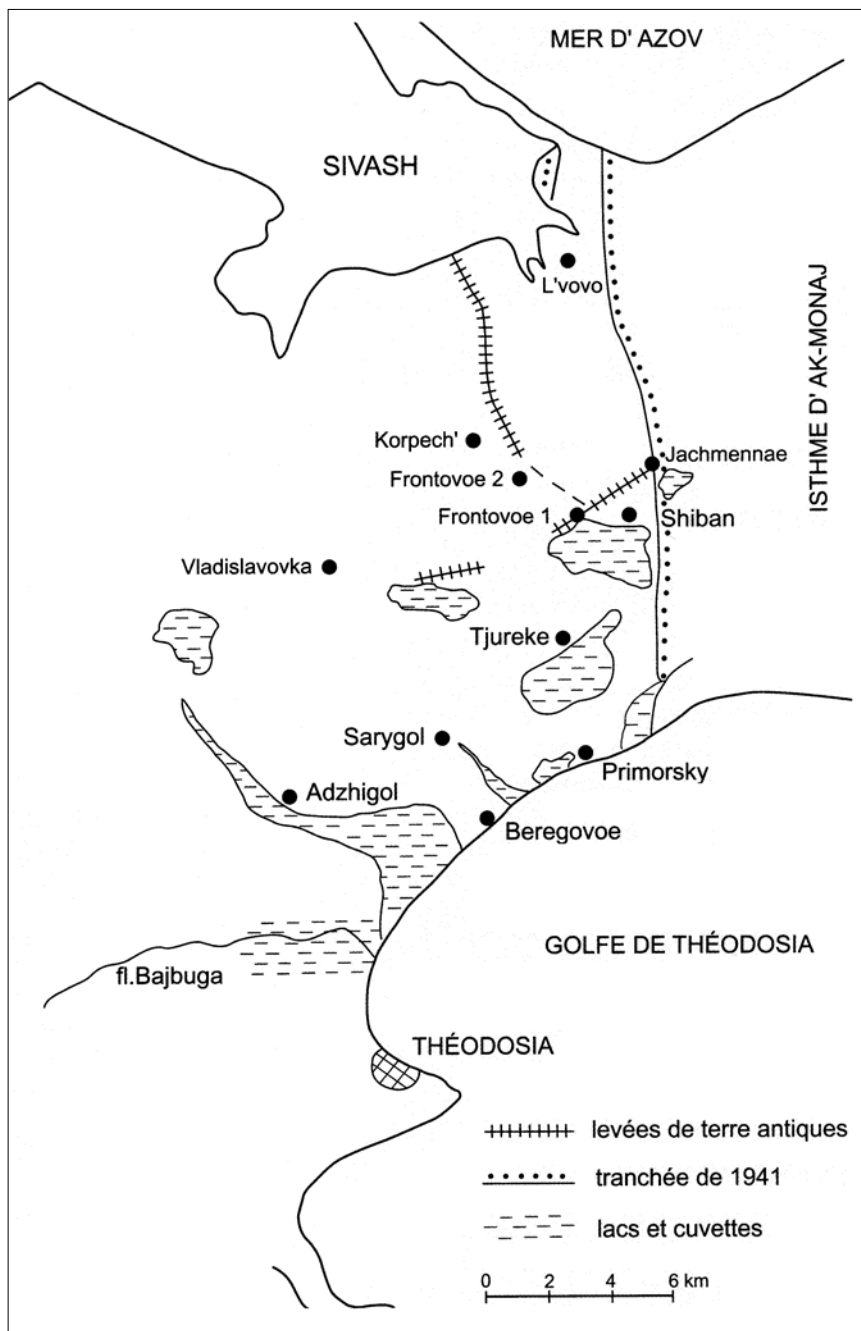 MER D' AZOV
SIVASH
L'vovo
ISTHME D' AK-MONAJ
Korpech'
Jachmennae
Frontovoe 2
Frontovoe 1
Shiban
Vladislavovka
Tjureke
Sarygol
Primorsky
Adzhigol
Beregovoe
GOLFE DE THÉODOSIA
fl.Bajbuga
THÉODOSIA
levées de terre antiques
tranchée de 1941
lacs et cuvettes
0 2 4 6 km